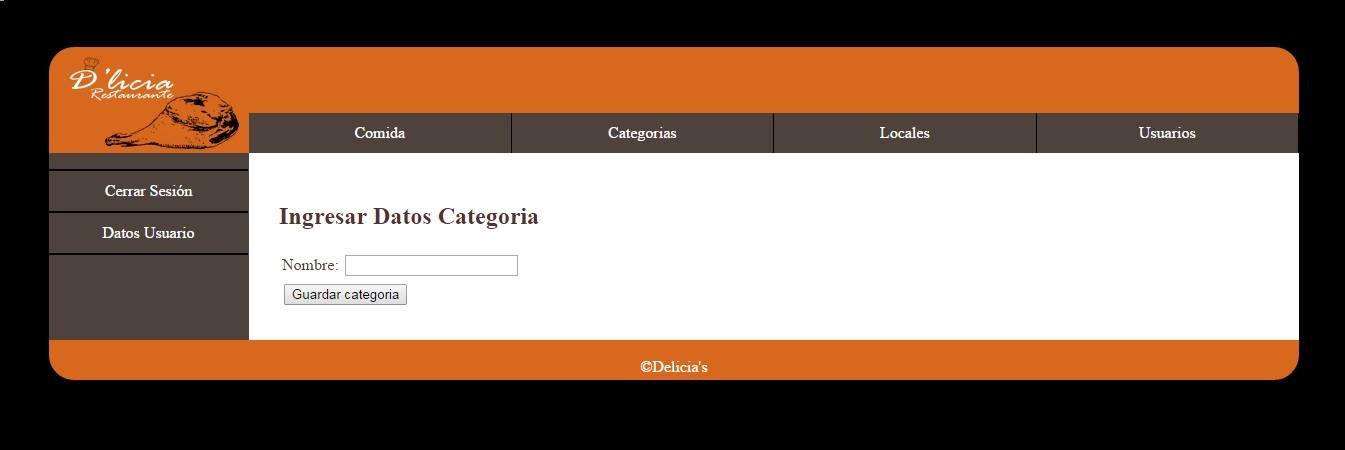 D'licia
Restaurante
Comida
Categorias
Locales
Usuarios
Cerrar Sesión
Datos Usuario
Ingresar Datos Categoria
Nombre:
Guardar categoria
©Delicia's